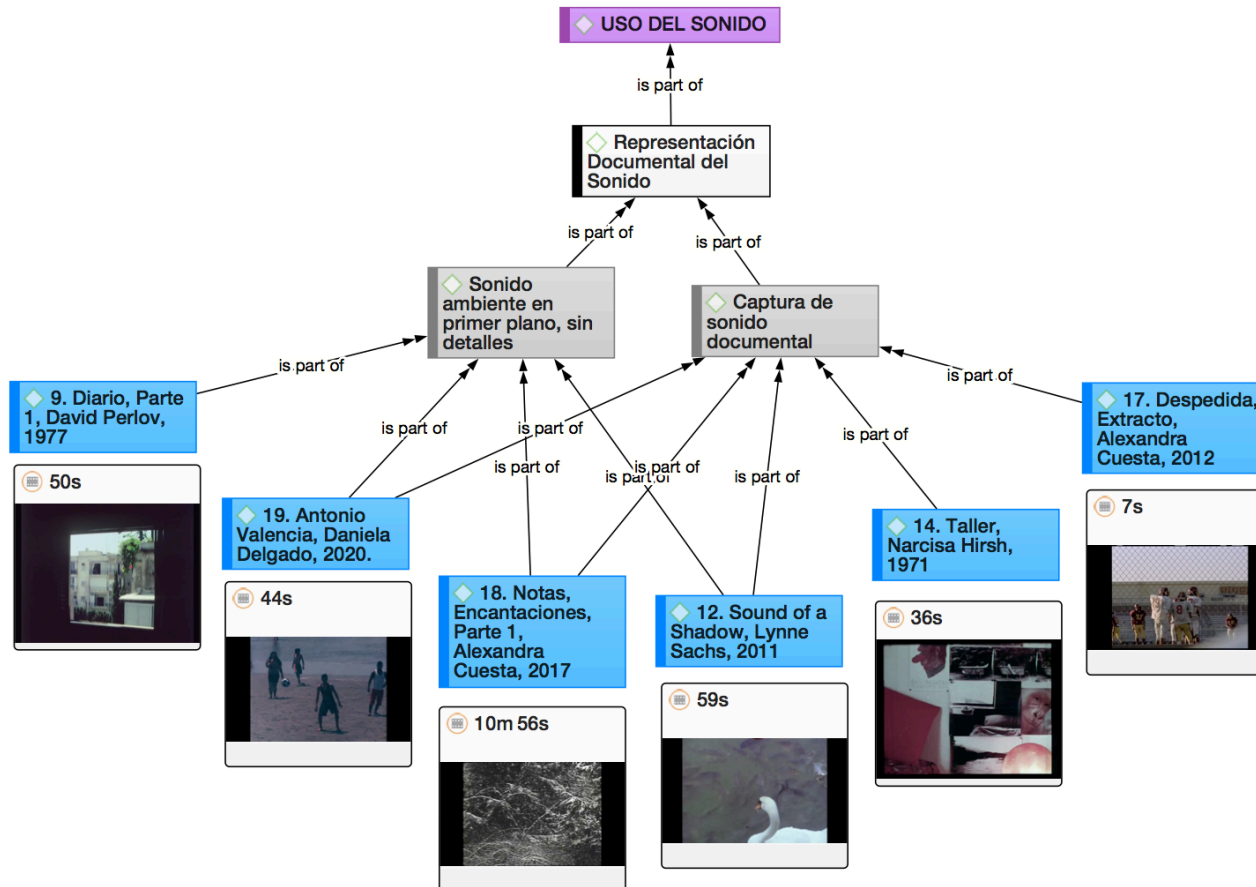 USO DEL SONIDO
is part of
Representación
Documental del
Sonido
is part of
is part of
Sonido
ambiente en
primer plano, sin
detalles
Captura de
sonido
documental
is part of
is part of
9. Diario, Parte
1, David Perlov,
1977
17. Despedida,
Extracto,
Alexandra
Cuesta, 2012
is part of
is part of
is part of
is part of
is part of
is part of
is part of
50s
7s
19. Antonio
Valencia, Daniela
Delgado, 2020.
14. Taller,
Narcisa Hirsh,
1971
18. Notas,
Encantaciones,
Parte 1,
Alexandra
Cuesta, 2017
12. Sound of a
Shadow, Lynne
Sachs, 2011
44s
36s
59s
10m 56s